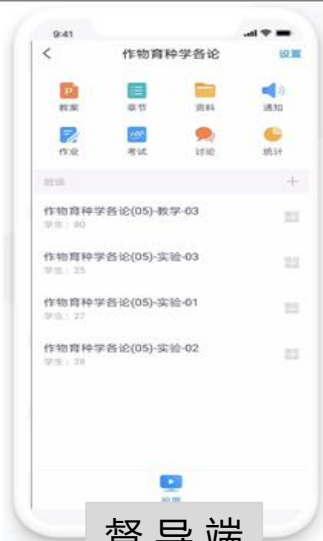 9:41
作物育种学各论 设置
教案 章节 资料 通知
作业 考试 讨论 统计
班级
作物育种学各论(05)-教学-03
学生：80
作物育种学各论(05)-实验-03
学生：25
作物育种学各论(05)-实验-01
学生：27
作物育种学各论(05)-实验-02
学生：28
督导端